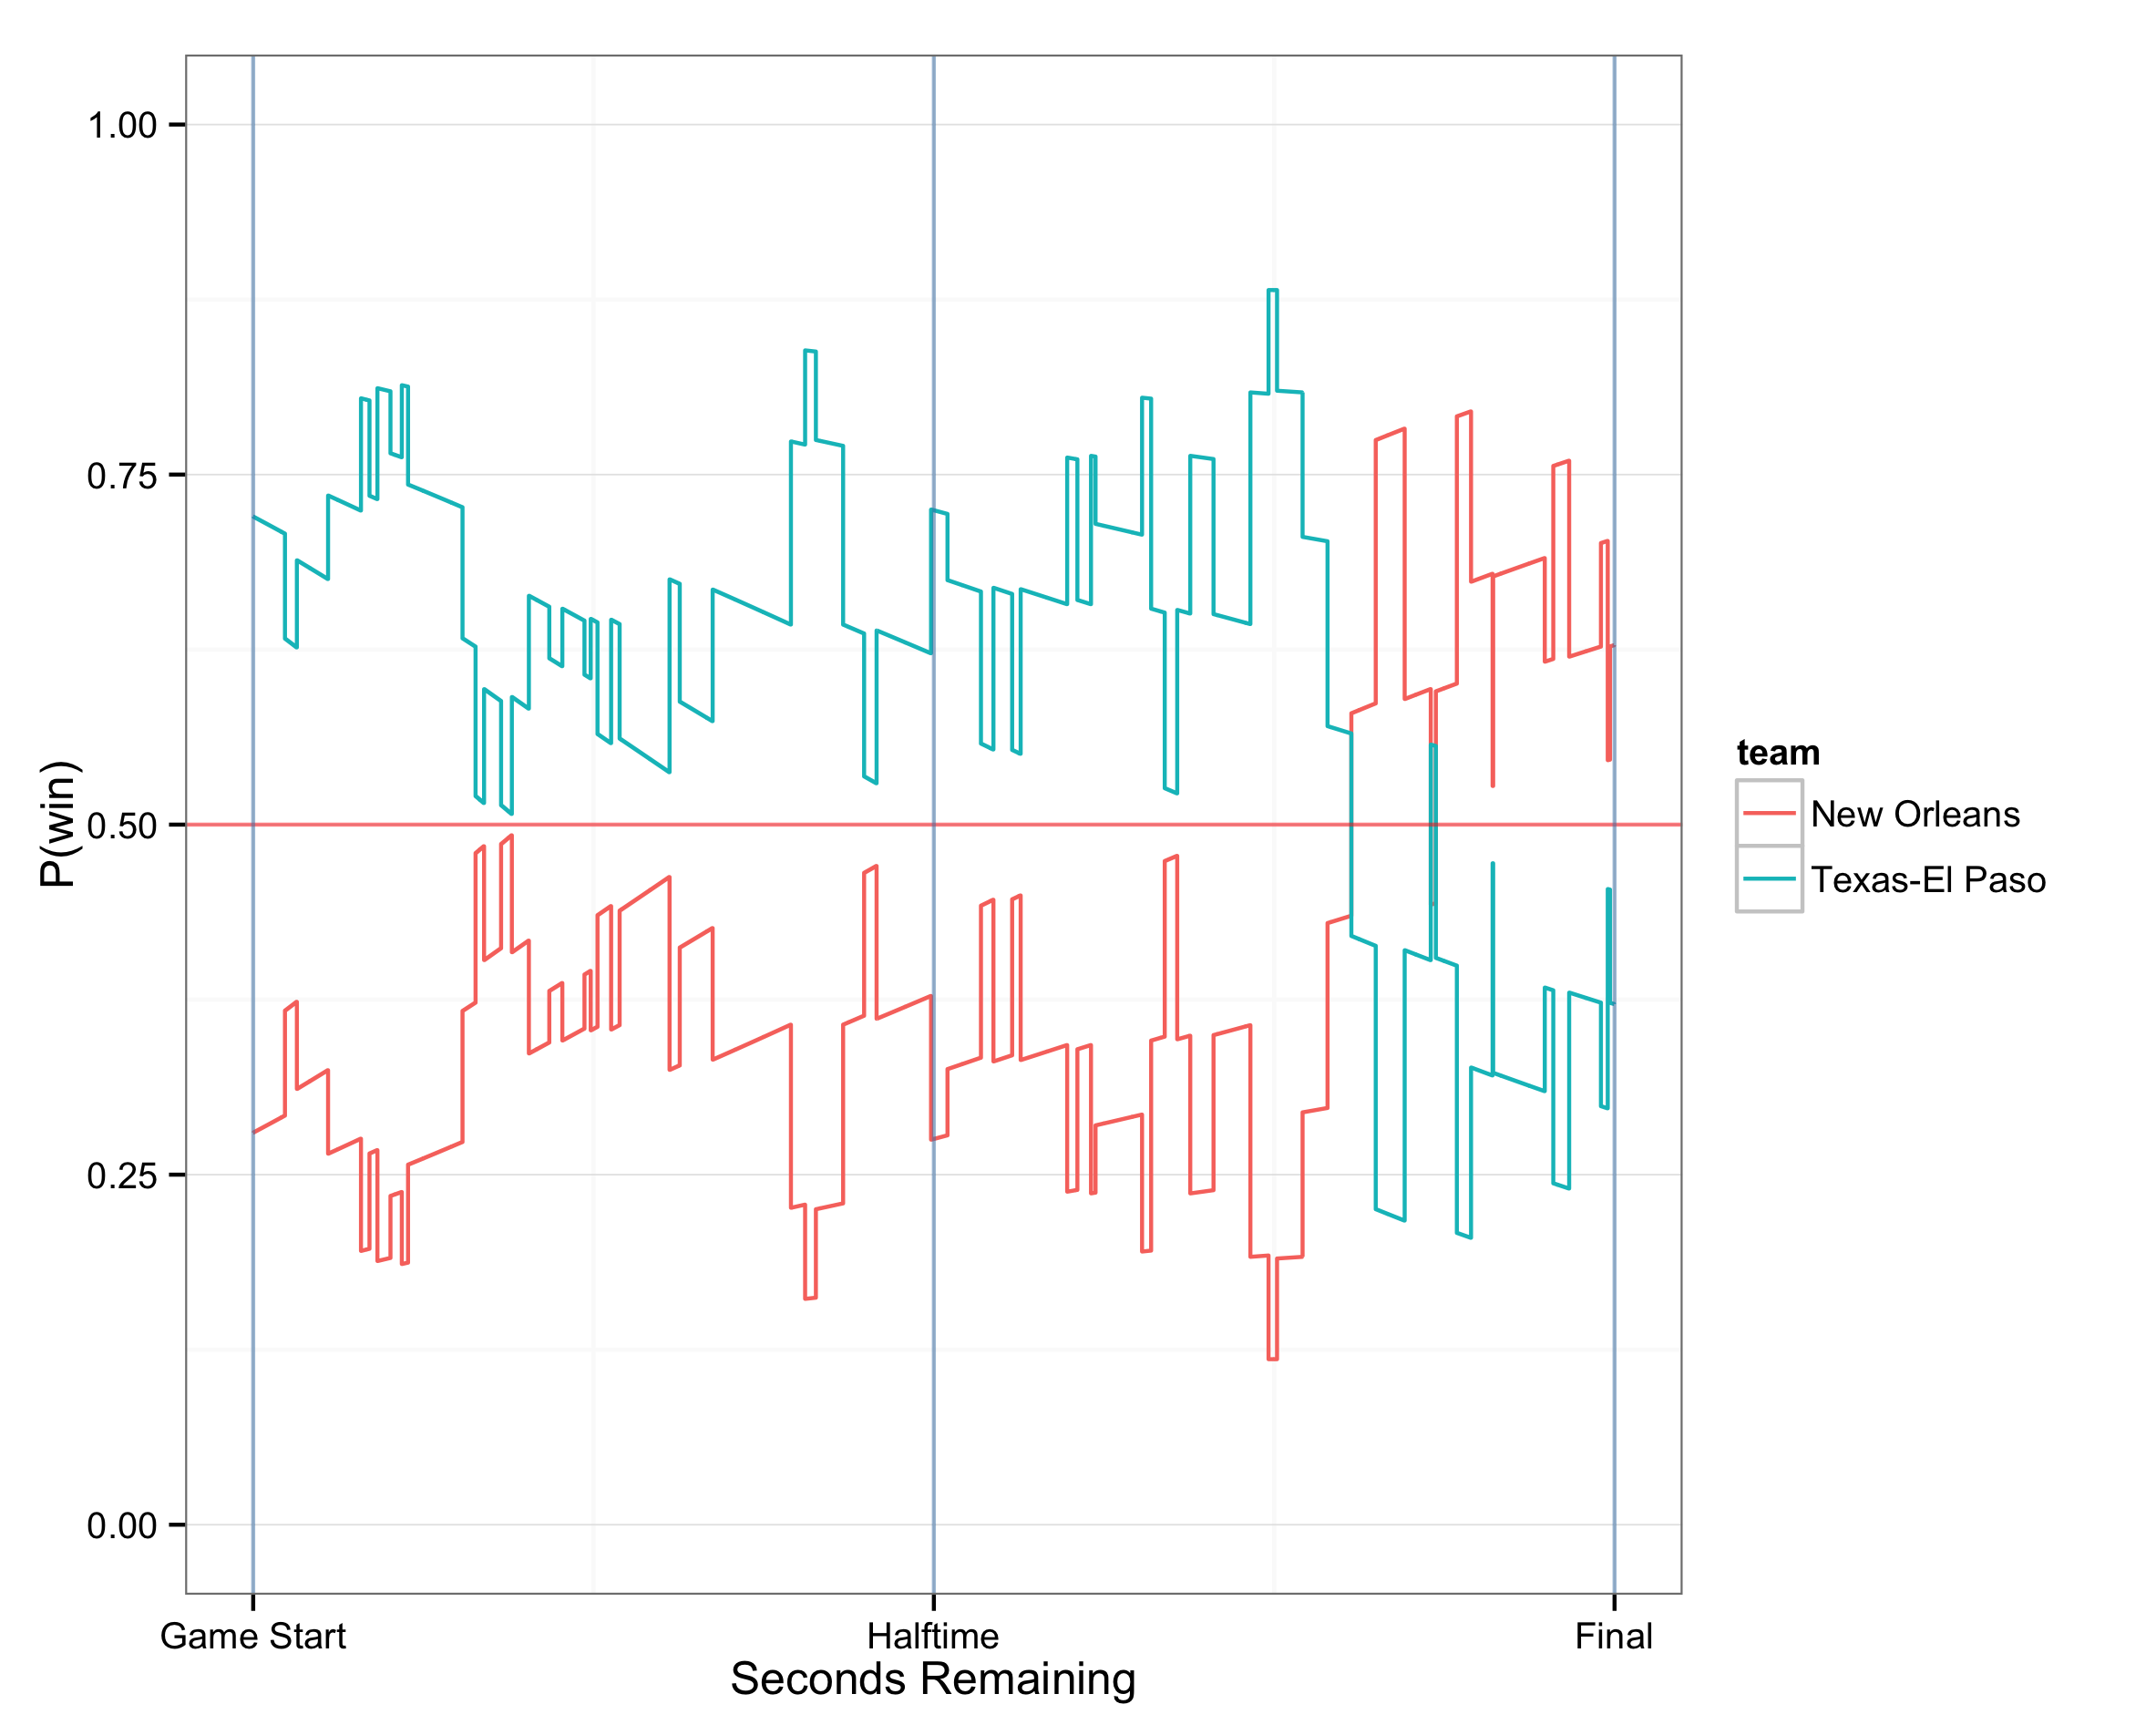 1.00
0.75
0.50
0.25
0.00
P(win)
Game Start
Halftime
Final
Seconds Remaining
team
New Orleans
Texas-El Paso